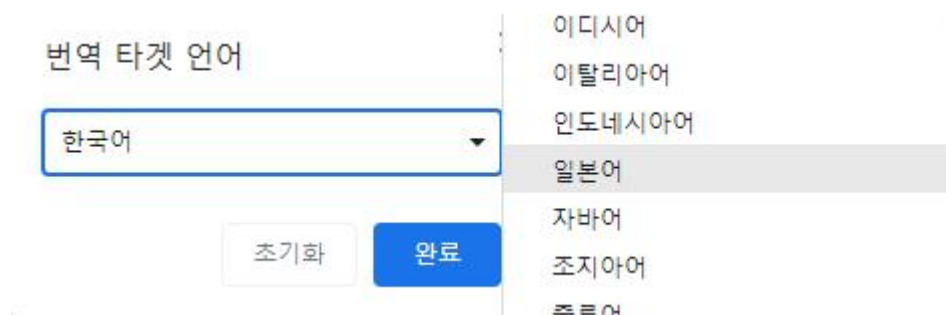 번역 타겟 언어
한국어
초기화
완료
이디시어
이탈리아어
인도네시아어
일본어
자바어
조지아어